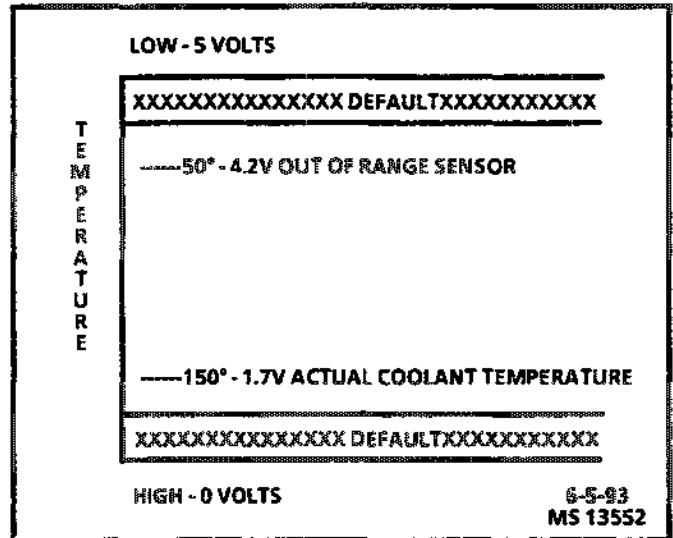 LOW - 5 VOLTS
XXXXXXXXXXXXXXX DEFAULTXXXXXXXXXXX
TEMPERATURE
------50° - 4.2V OUT OF RANGE SENSOR
------150° - 1.7V ACTUAL COOLANT TEMPERATURE
XXXXXXXXXXXXXXX DEFAULTXXXXXXXXXXX
HIGH - 0 VOLTS
6-5-93
MS 13552